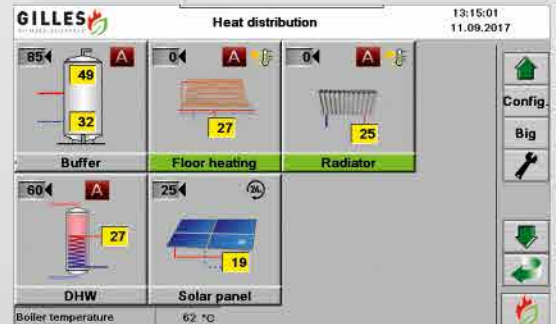 GILLES
Heat distribution
13:15:01
11.09.2017
85 A
49
32
Buffer
0 A
27
Floor heating
0 A
25
Radiator
60 A
27
DHW
25
19
Solar panel
Config.
Big
Boiler temperature 62 °C